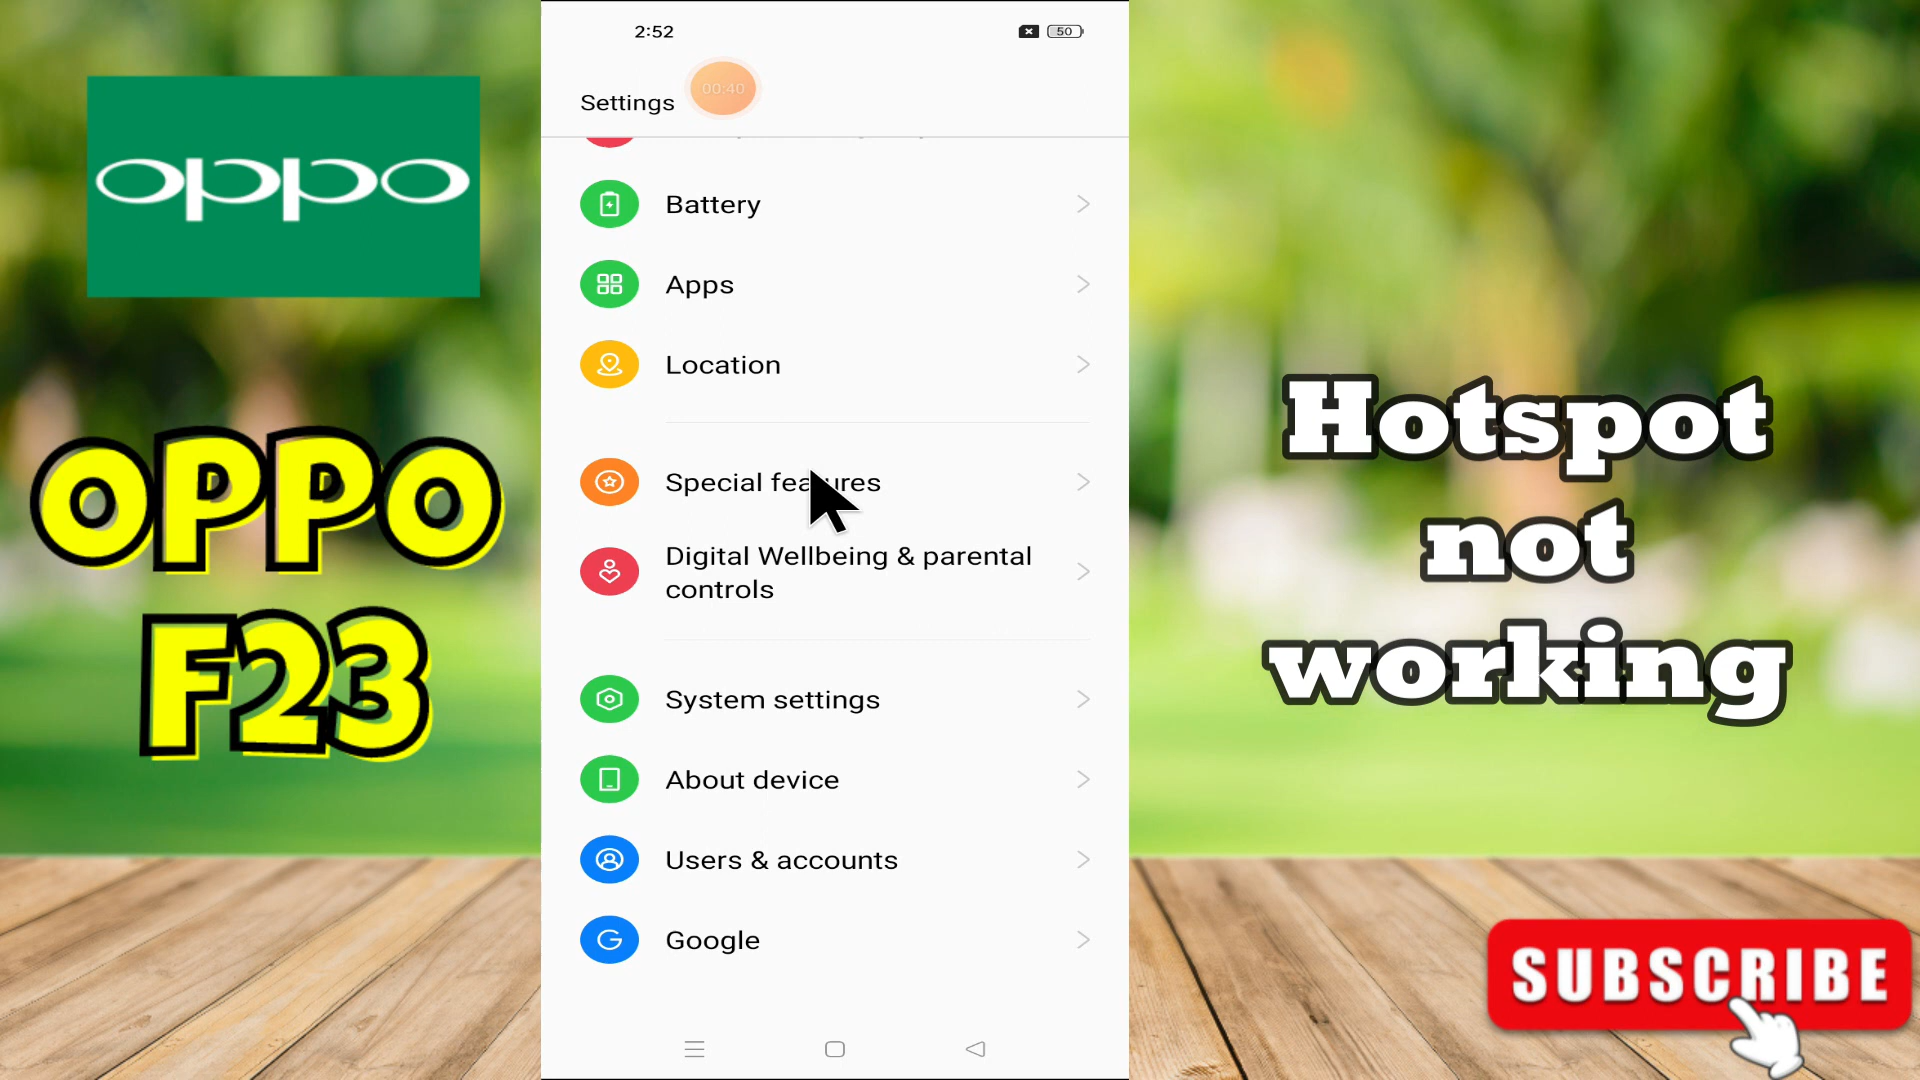 oppo
OPPO
F23
2:52
50
Settings
00:40
Battery
Apps
Location
Special features
Digital Wellbeing & parental
controls
System settings
About device
Users & accounts
Google
Hotspot
not
working
SUBSCRIBE